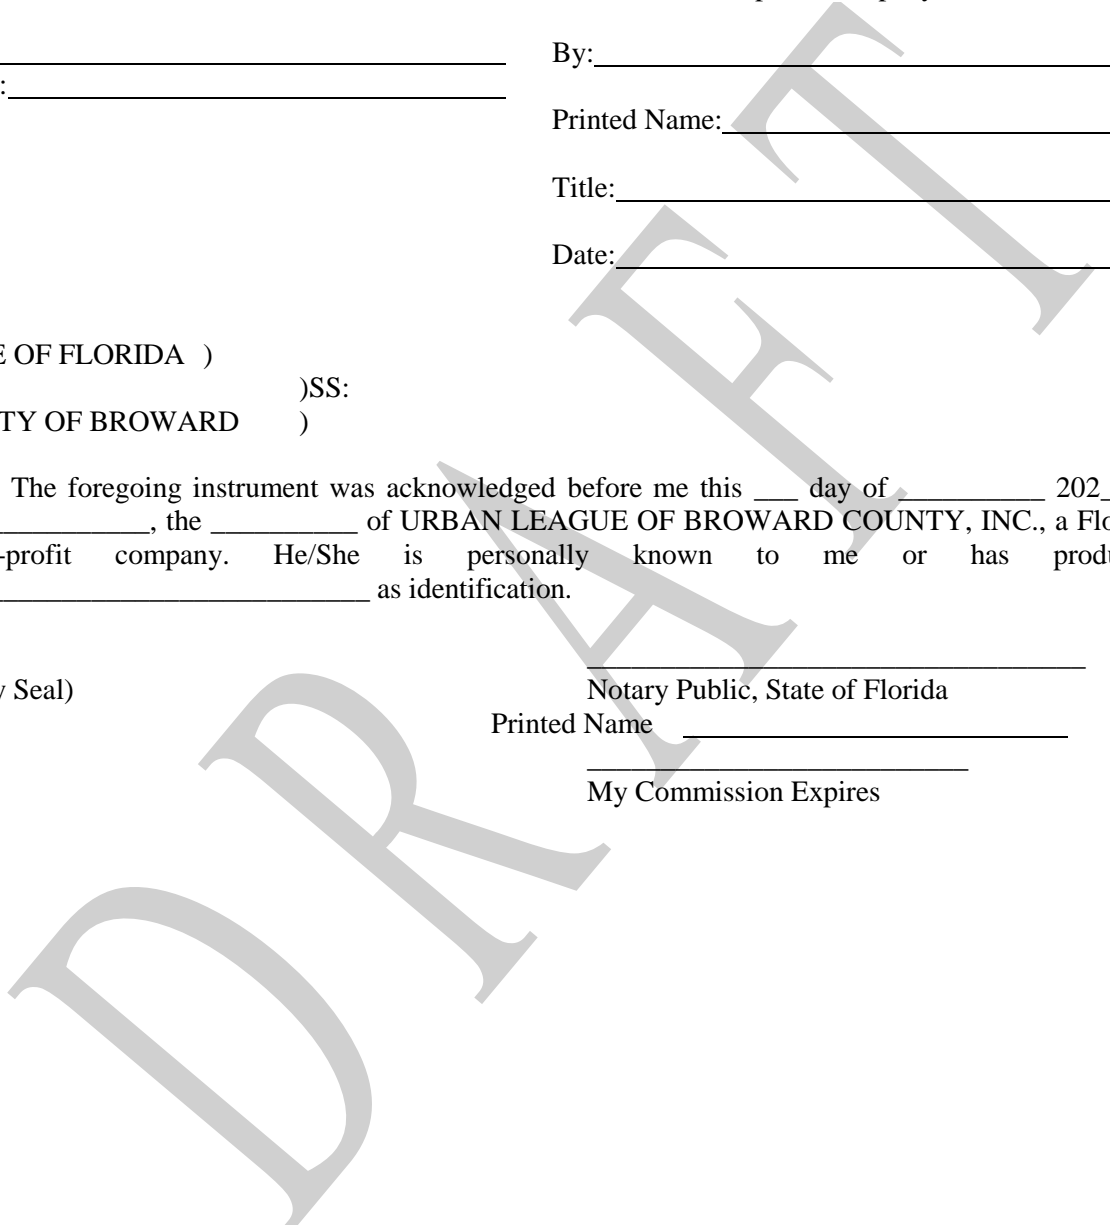 By:
:
Printed Name:
Title:
Date:
E OF FLORIDA )
)SS:
TY OF BROWARD )
The foregoing instrument was acknowledged before me this ___ day of __________ 202_
__________, the __________ of URBAN LEAGUE OF BROWARD COUNTY, INC., a Flo
-profit company. He/She is personally known to me or has produ
_________________________ as identification.
y Seal)
Notary Public, State of Florida
Printed Name
My Commission Expires
DRAFT